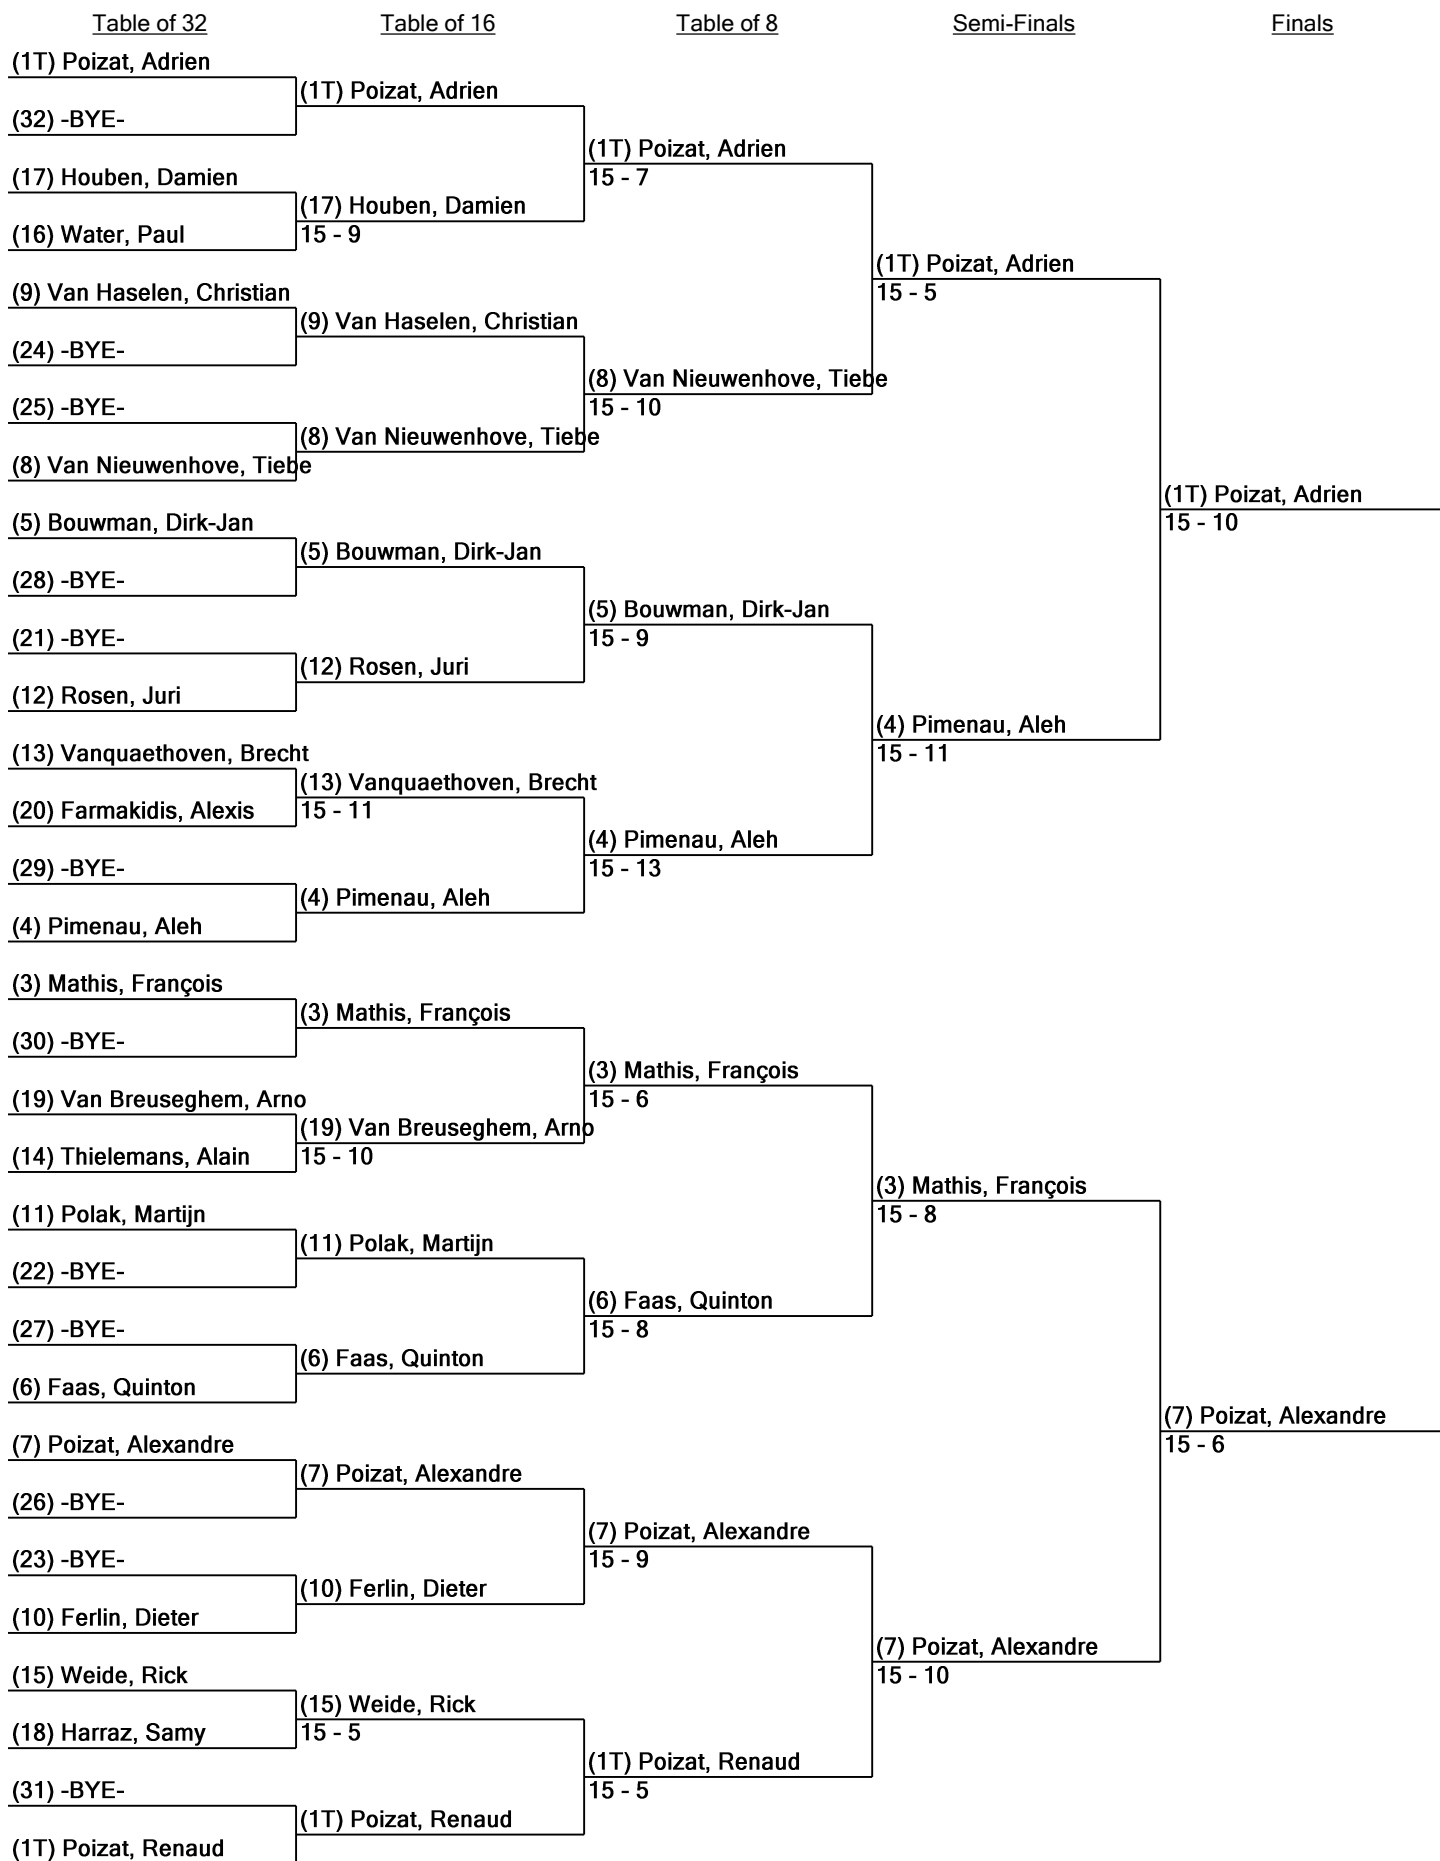 Table of 32
Table of 16
Table of 8
Semi-Finals
Finals
(1T) Poizat, Adrien
(32) -BYE-
(17) Houben, Damien
(16) Water, Paul
(9) Van Haselen, Christian
(24) -BYE-
(25) -BYE-
(8) Van Nieuwenhove, Tiebe
(5) Bouwman, Dirk-Jan
(28) -BYE-
(21) -BYE-
(12) Rosen, Juri
(13) Vanquaethoven, Brecht
(20) Farmakidis, Alexis
(29) -BYE-
(4) Pimenau, Aleh
(3) Mathis, François
(30) -BYE-
(19) Van Breuseghem, Arno
(14) Thielemans, Alain
(11) Polak, Martijn
(22) -BYE-
(27) -BYE-
(6) Faas, Quinton
(7) Poizat, Alexandre
(26) -BYE-
(23) -BYE-
(10) Ferlin, Dieter
(15) Weide, Rick
(18) Harraz, Samy
(31) -BYE-
(1T) Poizat, Renaud
(1T) Poizat, Adrien
(17) Houben, Damien
15 - 9
(9) Van Haselen, Christian
(8) Van Nieuwenhove, Tiebe
(5) Bouwman, Dirk-Jan
(12) Rosen, Juri
(13) Vanquaethoven, Brecht
15 - 11
(4) Pimenau, Aleh
(3) Mathis, François
(19) Van Breuseghem, Arno
15 - 10
(11) Polak, Martijn
(6) Faas, Quinton
(7) Poizat, Alexandre
(10) Ferlin, Dieter
(15) Weide, Rick
15 - 5
(1T) Poizat, Renaud
(1T) Poizat, Adrien
15 - 7
(8) Van Nieuwenhove, Tiebe
15 - 10
(5) Bouwman, Dirk-Jan
15 - 9
(4) Pimenau, Aleh
15 - 13
(3) Mathis, François
15 - 6
(6) Faas, Quinton
15 - 8
(7) Poizat, Alexandre
15 - 9
(1T) Poizat, Renaud
15 - 5
(1T) Poizat, Adrien
15 - 5
(4) Pimenau, Aleh
15 - 11
(3) Mathis, François
15 - 8
(7) Poizat, Alexandre
15 - 10
(1T) Poizat, Adrien
15 - 10
(7) Poizat, Alexandre
15 - 6